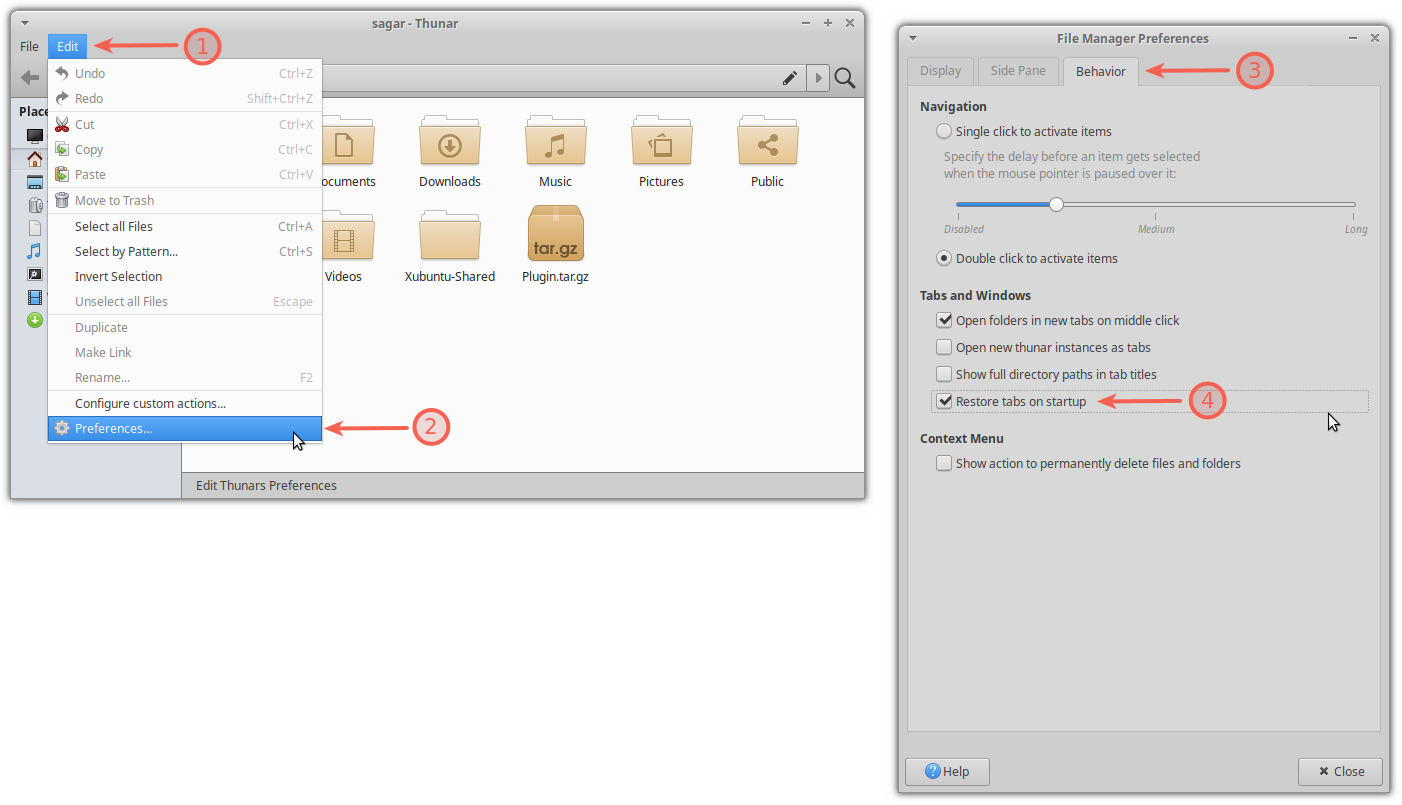 sagar - Thunar
File Edit
1
Undo Ctrl+Z
Redo Shift+Ctrl+Z
Cut Ctrl+X
Copy Ctrl+C
Paste Ctrl+V
Move to Trash
Select all Files Ctrl+A
Select by Pattern... Ctrl+S
Invert Selection
Unselect all Files Escape
Duplicate
Make Link
Rename... F2
Configure custom actions...
Preferences...
2
Place
ocuments Downloads Music Pictures Public
tar.gz
Videos Xubuntu-Shared Plugin.tar.gz
Edit Thunars Preferences
File Manager Preferences
Display Side Pane Behavior
3
Navigation
Single click to activate items
Specify the delay before an item gets selected
when the mouse pointer is paused over it:
Disabled Medium Long
Double click to activate items
Tabs and Windows
Open folders in new tabs on middle click
Open new thunar instances as tabs
Show full directory paths in tab titles
Restore tabs on startup
4
Context Menu
Show action to permanently delete files and folders
? Help
Close